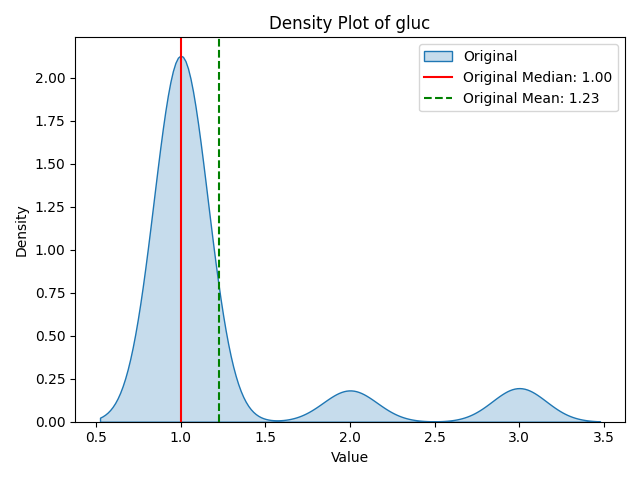 Density Plot of gluc
Original
Original Median: 1.00
Original Mean: 1.23
Density
2.00
1.75
1.50
1.25
1.00
0.75
0.50
0.25
0.00
0.5
1.0
1.5
2.0
2.5
3.0
3.5
Value